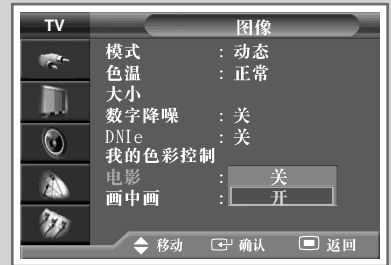 TV 图像
模式 : 动态
色温 : 正常
大小
数字降噪 : 关
DNIe : 关
我的色彩控制
电影 : 关
画中画 : 开
移动 确认 返回